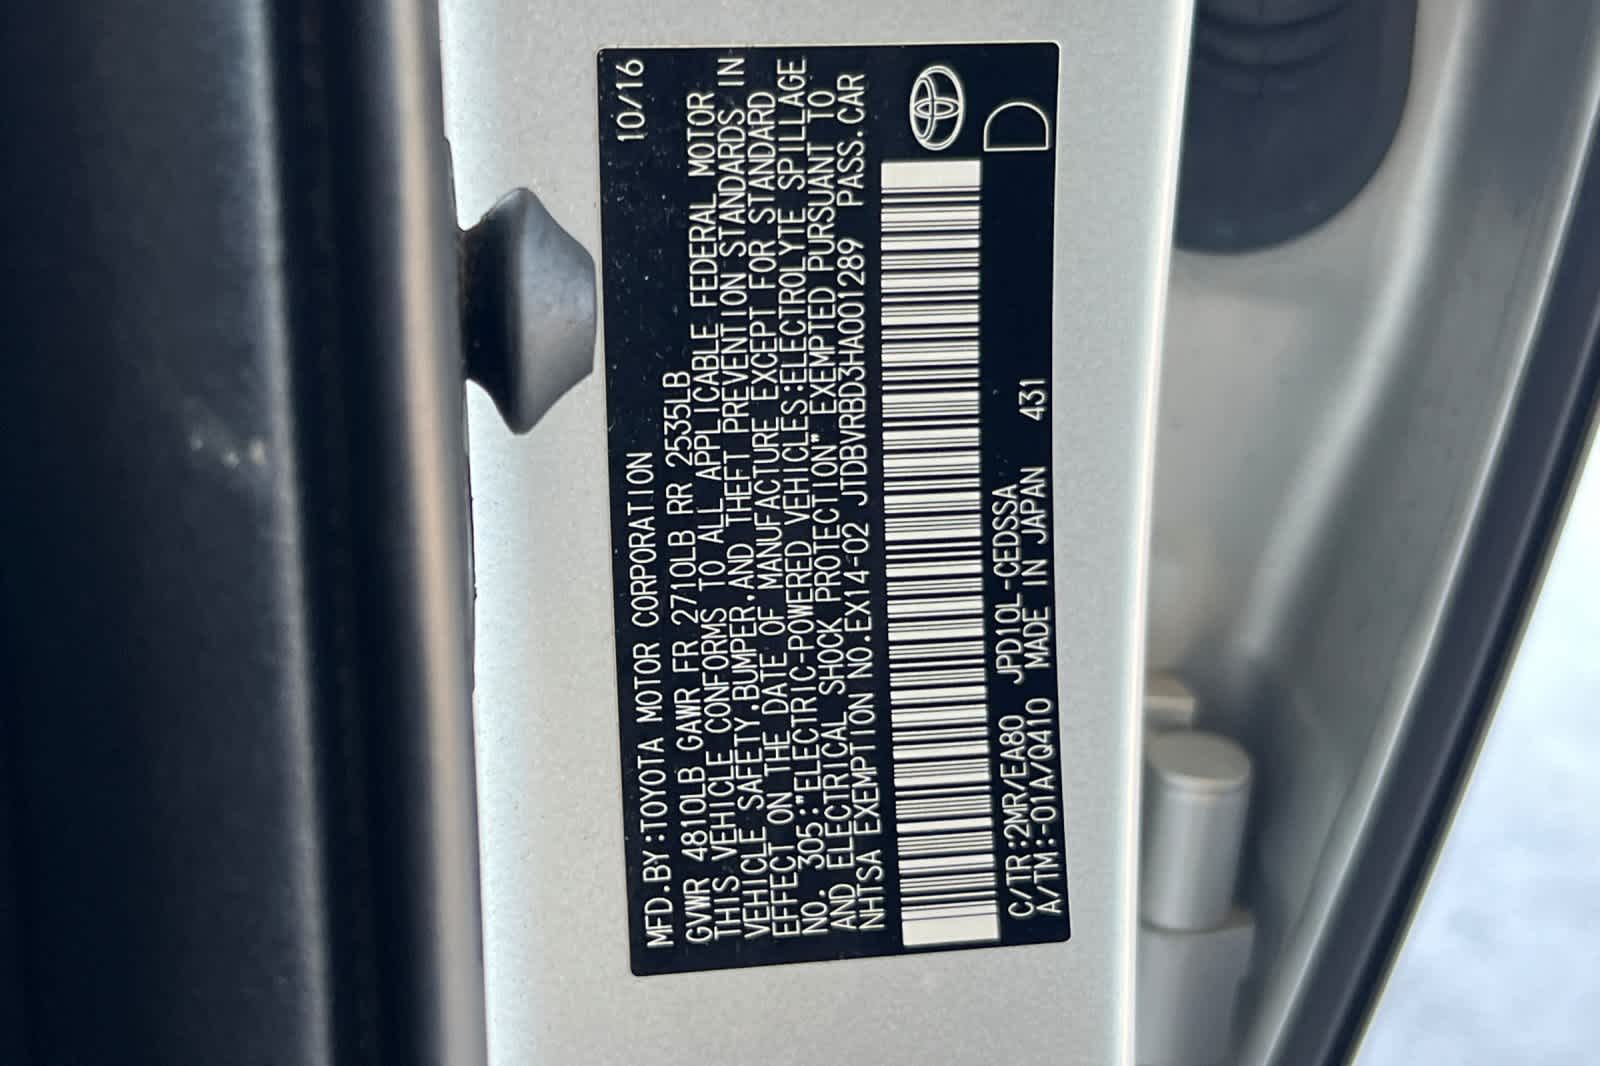 MFD.BY:TOYOTA MOTOR CORPORATION 10/16
GVWR 4810LB GAWR FR 2710LB RR 2535LB
THIS VEHICLE CONFORMS TO ALL APPLICABLE FEDERAL MOTOR
VEHICLE SAFETY,BUMPER,AND THEFT PREVENTION STANDARDS IN
EFFECT ON THE DATE OF MANUFACTURE EXCEPT FOR STANDARD
NO. 305:"ELECTRIC-POWERED VEHICLES:ELECTROLYTE SPILLAGE
AND ELECTRICAL SHOCK PROTECTION" EXEMPTED PURSUANT TO
NHTSA EXEMPTION NO.EX14-02 JTDBVRBD3HA001289 PASS.CAR
C/TR:2MR/EA80 JPD10L-CEDSSA
A/TM:-01A/Q410 MADE IN JAPAN 431
D